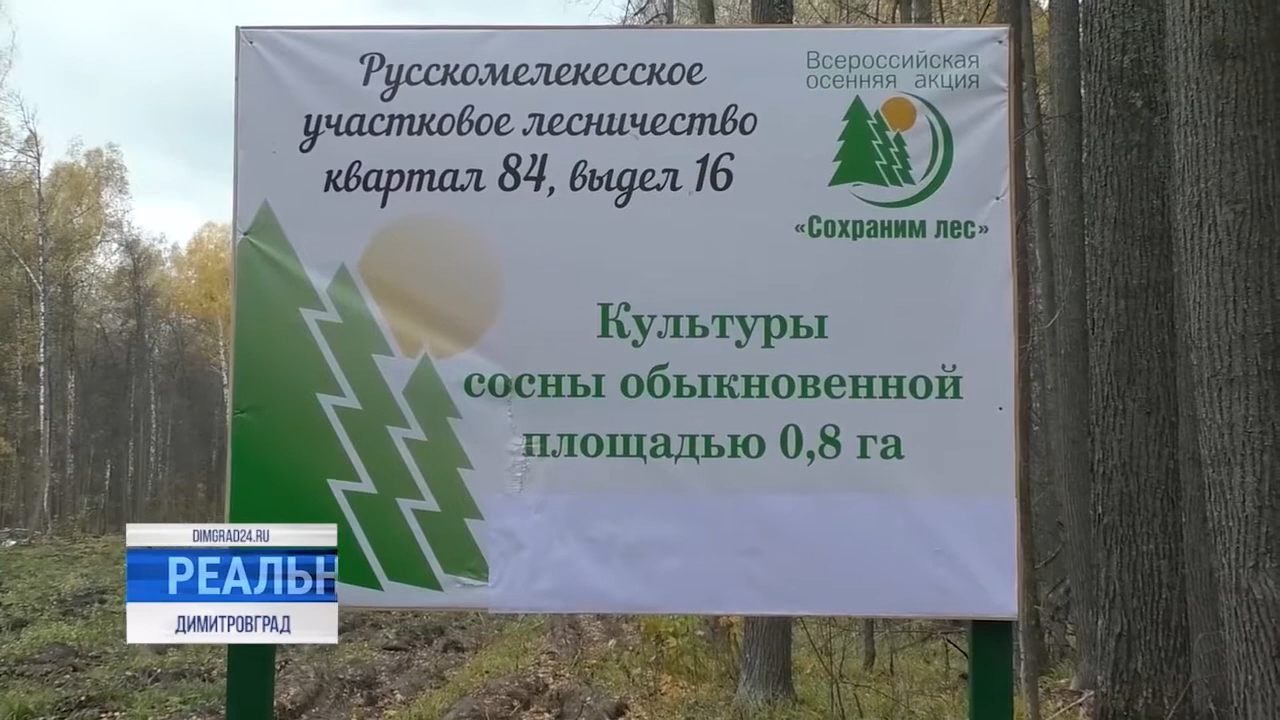 Русскомелекесское
участковое лесничество
квартал 84, выдел 16
Всероссийская
осенняя акция
«Сохраним лес»
Культуры
сосны обыкновенной
площадью 0,8 га
DIMGRAD24.RU
РЕАЛЬН
ДИМИТРОВГРАД